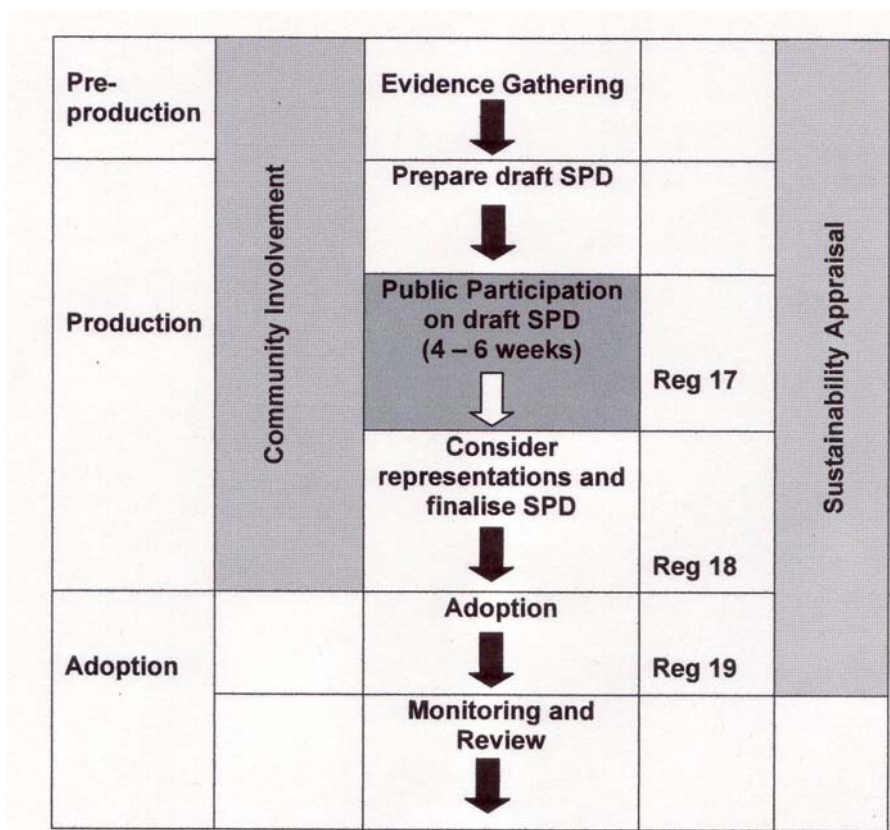 Pre-
production
Community Involvement
Evidence Gathering
Sustainability Appraisal
Prepare draft SPD
Production
Public Participation
on draft SPD
(4 – 6 weeks)
Reg 17
Consider
representations and
finalise SPD
Reg 18
Adoption
Adoption
Reg 19
Monitoring and
Review